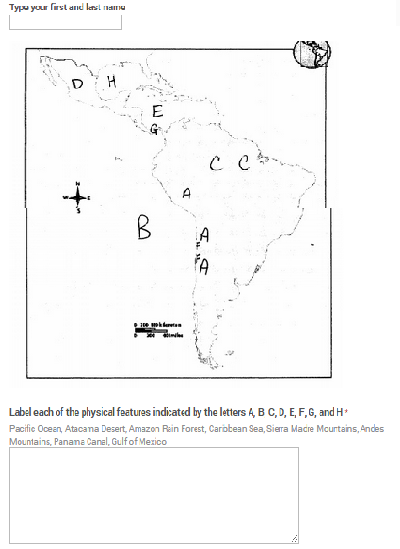 Type your first and last name
D H
E
G
C C
A
N
W E
S
B
A
F
F
A
Label each of the physical features indicated by the letters A, B C, D, E, F, G, and H *
Pacific Ocean, Atacama Desert, Amazon Rain Forest, Caribbean Sea, Sierra Madre Mountains, Andes
Mountains, Panama Canal, Gulf of Mexico